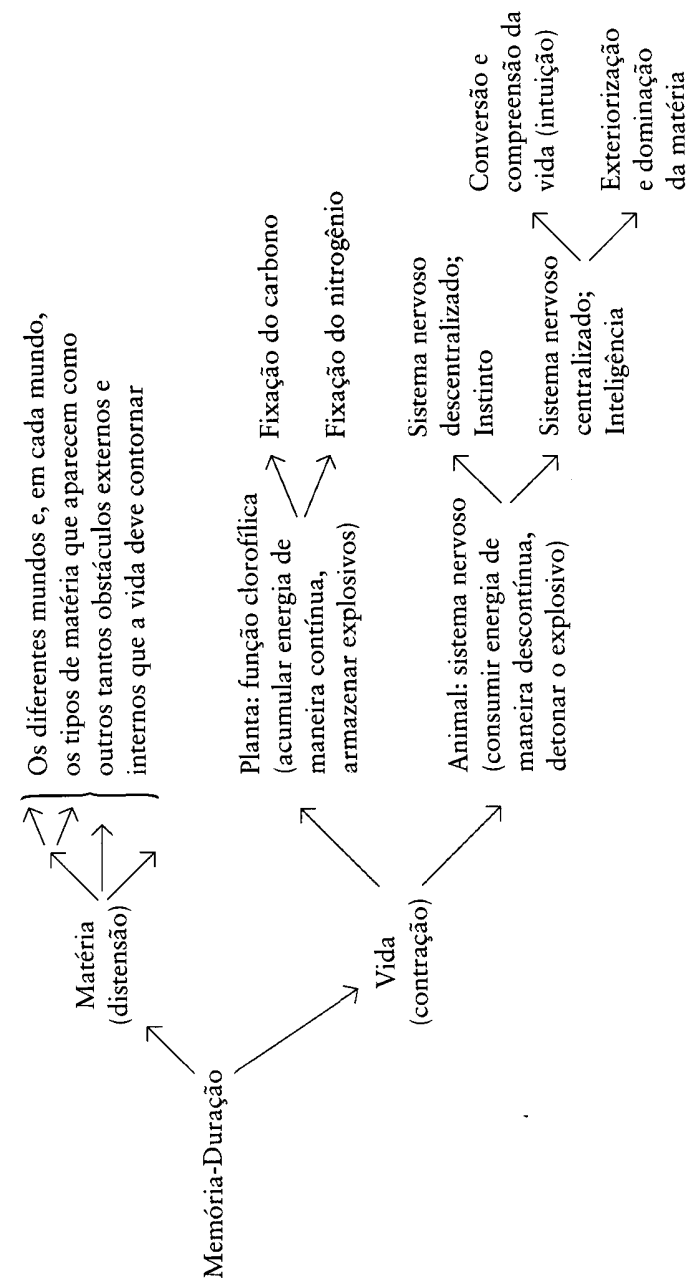 Memória-Duração
Matéria
(distensão)
Os diferentes mundos e, em cada mundo,
os tipos de matéria que aparecem como
outros tantos obstáculos externos e
internos que a vida deve contornar
Vida
(contração)
Planta: função clorofílica
(acumular energia de
maneira contínua,
armazenar explosivos)
Fixação do carbono
Fixação do nitrogênio
Animal: sistema nervoso
(consumir energia de
maneira descontínua,
detonar o explosivo)
Sistema nervoso
descentralizado;
Instinto
Sistema nervoso
centralizado;
Inteligência
Conversão e
compreensão da
vida (intuição)
Exteriorização
e dominação
da matéria